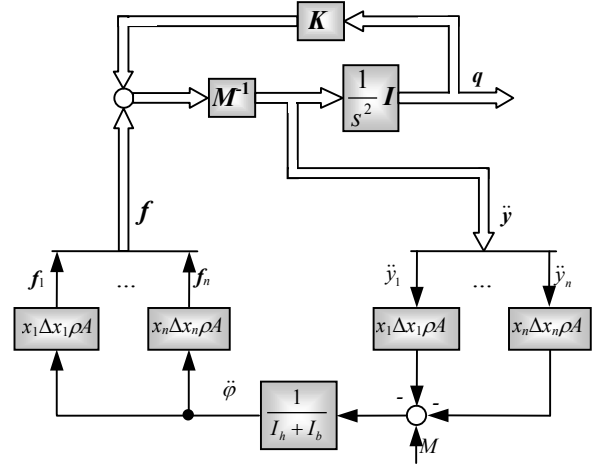 K
M⁻¹
1/s² I
q
f
ÿ
f₁ ... fₙ
ÿ₁ ... ÿₙ
x₁Δx₁ρA
xₙΔxₙρA
x₁Δx₁ρA
xₙΔxₙρA
- -
φ̈
1/(I_h + I_b)
M